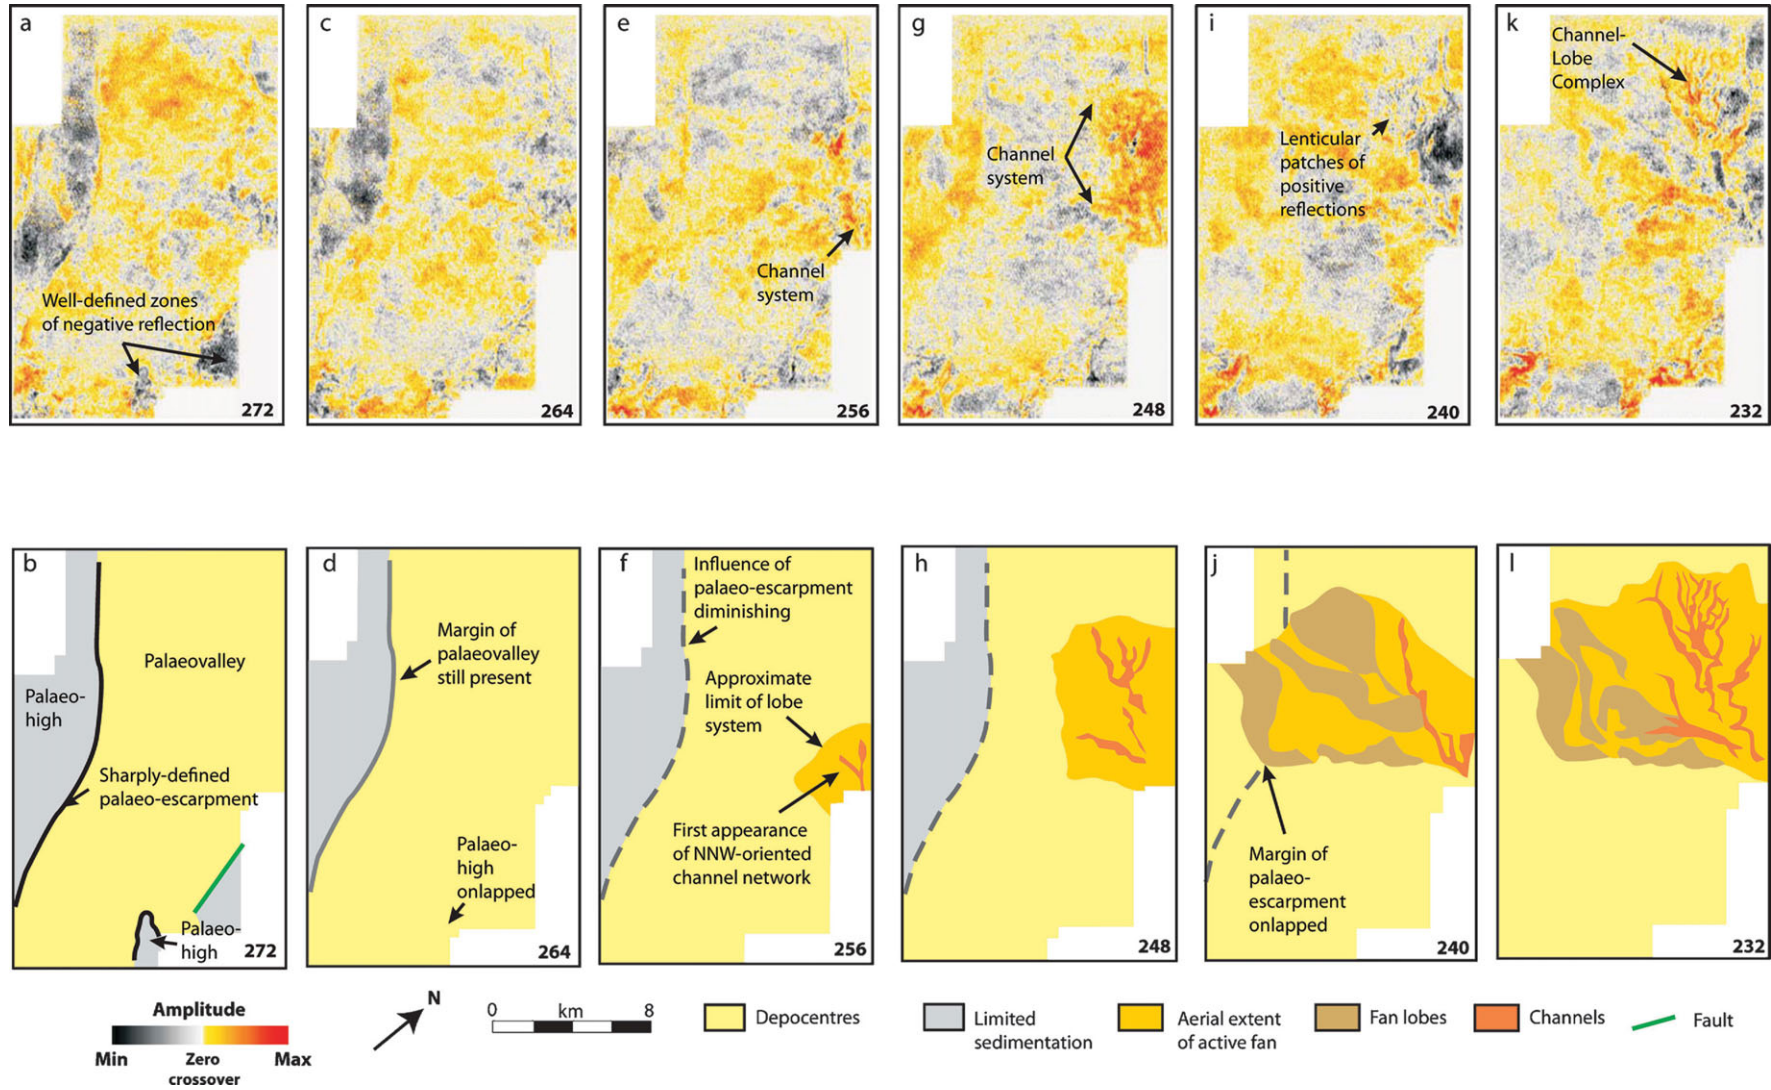 a
Well-defined zones
of negative reflection
272
c
264
e
Channel
system
256
g
Channel
system
248
i
Lenticular
patches of
positive
reflections
240
k
Channel-
Lobe
Complex
232
b
Palaeovalley
Palaeo-
high
Sharply-defined
palaeo-escarpment
Palaeo-
high
272
d
Margin of
palaeovalley
still present
Palaeo-
high
onlapped
264
f
Influence of
palaeo-escarpment
diminishing
Approximate
limit of lobe
system
First appearance
of NNW-oriented
channel network
256
h
248
j
Margin of
palaeo-
escarpment
onlapped
240
l
232
Amplitude
Min
Zero
crossover
Max
N
0 km 8
Depocentres
Limited
sedimentation
Aerial extent
of active fan
Fan lobes
Channels
Fault